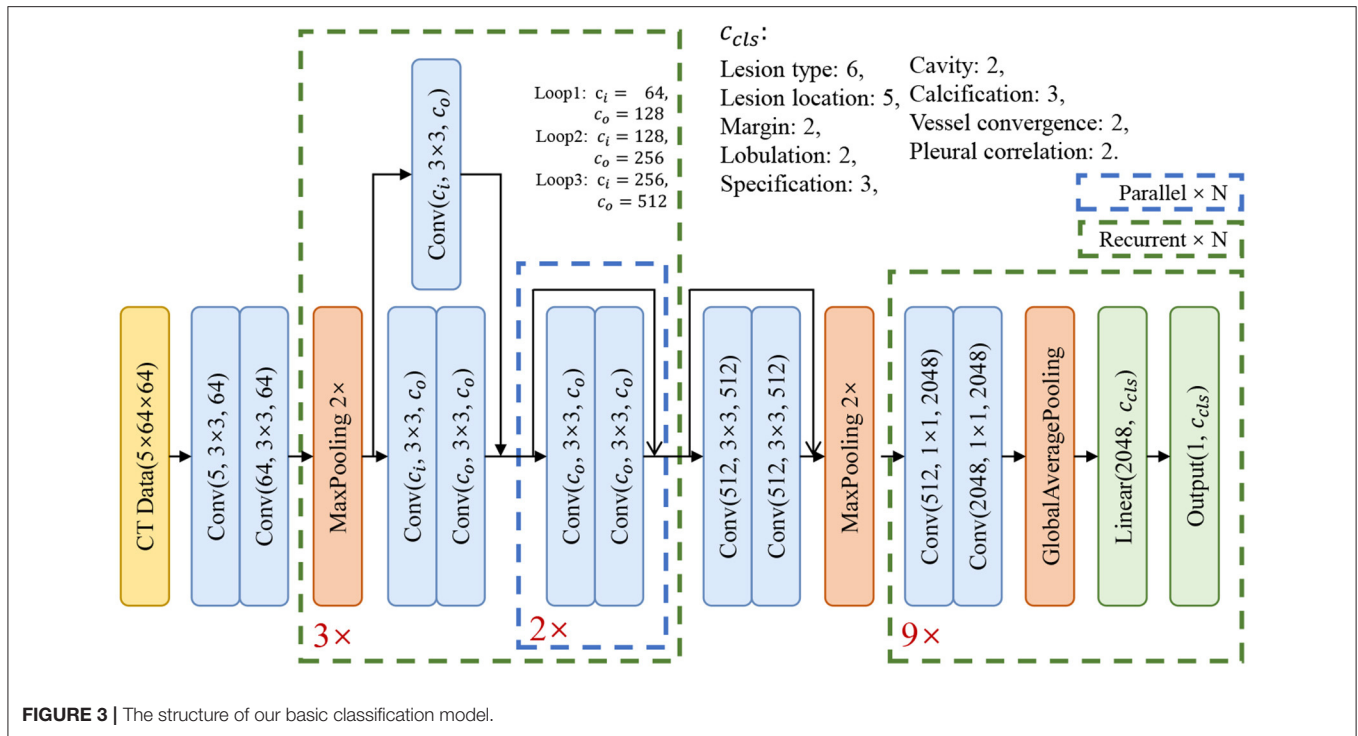 c_cls:
Lesion type: 6,
Lesion location: 5,
Margin: 2,
Lobulation: 2,
Specification: 3,
Cavity: 2,
Calcification: 3,
Vessel convergence: 2,
Pleural correlation: 2.
Parallel × N
Recurrent × N
Loop1: c_i = 64,
c_o = 128
Loop2: c_i = 128,
c_o = 256
Loop3: c_i = 256,
c_o = 512
Conv(c_i, 3×3, c_o)
CT Data(5×64×64)
Conv(5, 3×3, 64)
Conv(64, 3×3, 64)
MaxPooling 2×
Conv(c_i, 3×3, c_o)
Conv(c_o, 3×3, c_o)
Conv(c_o, 3×3, c_o)
Conv(c_o, 3×3, c_o)
Conv(512, 3×3, 512)
Conv(512, 3×3, 512)
MaxPooling 2×
Conv(512, 1×1, 2048)
Conv(2048, 1×1, 2048)
GlobalAveragePooling
Linear(2048, c_cls)
Output(1, c_cls)
3×
2×
9×
FIGURE 3 | The structure of our basic classification model.